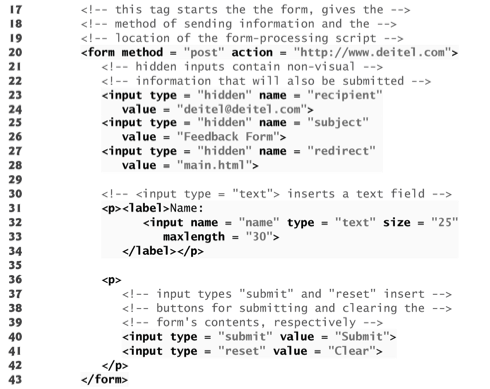 17 <!-- this tag starts the the form, gives the -->
18 <!-- method of sending information and the -->
19 <!-- location of the form-processing script -->
20 <form method = "post" action = "http://www.deitel.com">
21 <!-- hidden inputs contain non-visual -->
22 <!-- information that will also be submitted -->
23 <input type = "hidden" name = "recipient"
24 value = "deitel@deitel.com">
25 <input type = "hidden" name = "subject"
26 value = "Feedback Form">
27 <input type = "hidden" name = "redirect"
28 value = "main.html">
29
30 <!-- <input type = "text"> inserts a text field -->
31 <p><label>Name:
32 <input name = "name" type = "text" size = "25"
33 maxlength = "30">
34 </label></p>
35
36 <p>
37 <!-- input types "submit" and "reset" insert -->
38 <!-- buttons for submitting and clearing the -->
39 <!-- form's contents, respectively -->
40 <input type = "submit" value = "Submit">
41 <input type = "reset" value = "Clear">
42 </p>
43 </form>